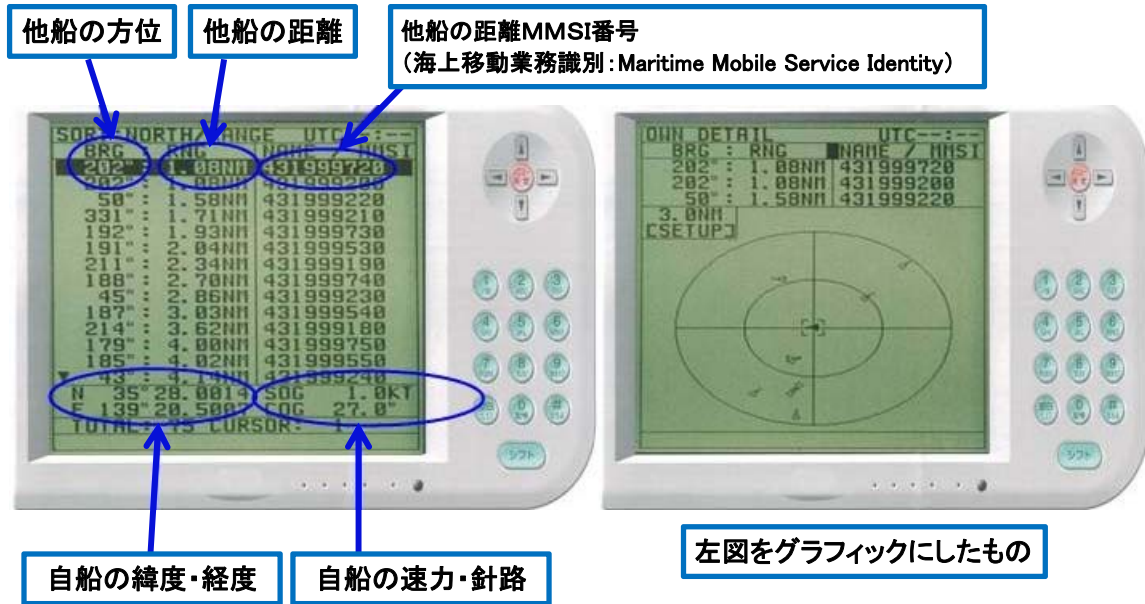 他船の方位
他船の距離
他船の距離MMSI番号
(海上移動業務識別:Maritime Mobile Service Identity)
UTC --:--
BRG : RNG NAME / MMSI
202°: 1.08NM 431999720
50°: 1.58NM 431999220
331°: 1.71NM 431999210
192°: 1.93NM 431999730
191°: 2.04NM 431999530
211°: 2.34NM 431999190
188°: 2.70NM 431999740
45°: 2.86NM 431999230
187°: 3.03NM 431999540
214°: 3.62NM 431999180
179°: 4.00NM 431999750
185°: 4.02NM 431999550
43°: 4.14NM 431999240
N 35°28.0014 SOG 1.0KT
139°20.50 COG 27.0°
TOTAL: 75 CURSOR: 1
シフト
OWN DETAIL UTC--:--
BRG : RNG NAME / MMSI
202°: 1.08NM 431999720
202°: 1.08NM 431999200
50°: 1.58NM 431999220
3.0NM
[SETUP]
シフト
自船の緯度・経度
自船の速力・針路
左図をグラフィックにしたもの